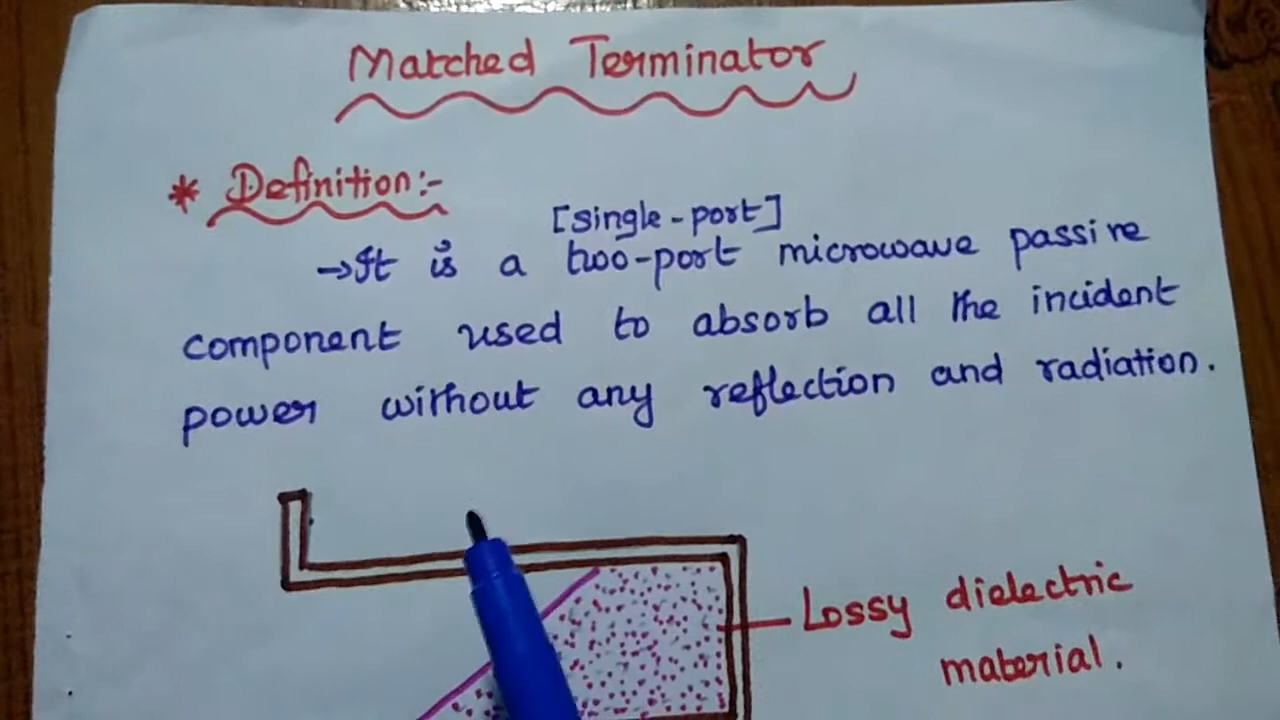 Matched Terminator
* Definition:-
[single-port]
→It is a two-port microwave passive
component used to absorb all the incident
power without any reflection and radiation.
Lossy dielectric
material.